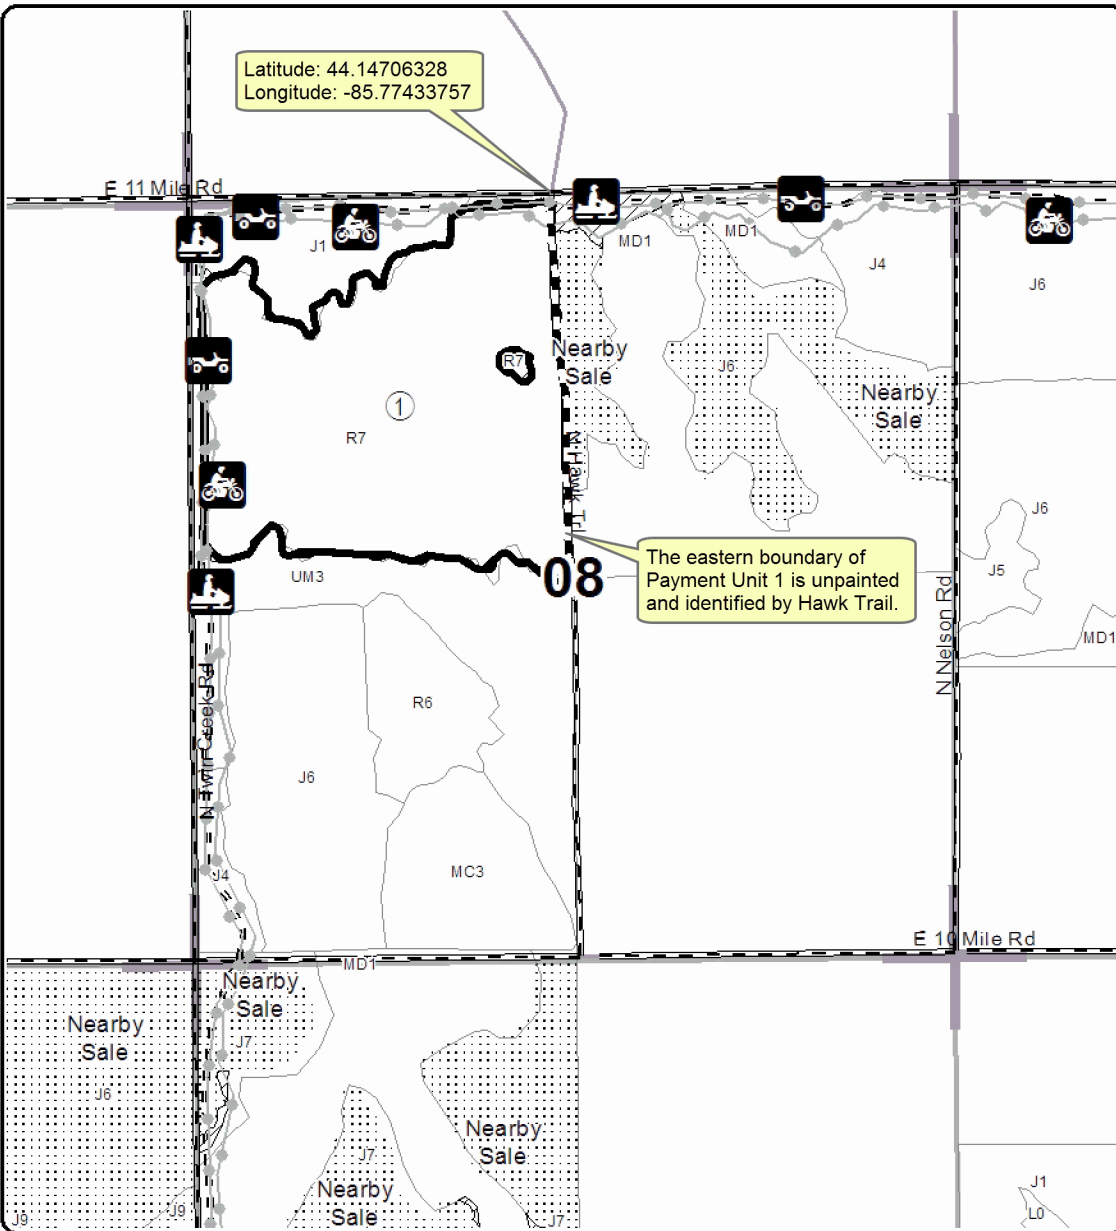 Latitude: 44.14706328
Longitude: -85.77433757
E 11 Mile Rd
J1
MD1
MD1
J4
J6
R7
Nearby
Sale
J6
Nearby
Sale
1
R7
N Hawk Trl
J6
The eastern boundary of
Payment Unit 1 is unpainted
and identified by Hawk Trail.
08
UM3
J5
MD1
N Nelson Rd
R6
N Twin Creek Rd
J6
J4
MC3
E 10 Mile Rd
MD1
Nearby
Sale
Nearby
Sale
J7
J6
Nearby
Sale
J7
Nearby
Sale
J1
L0
J9
J9
J7